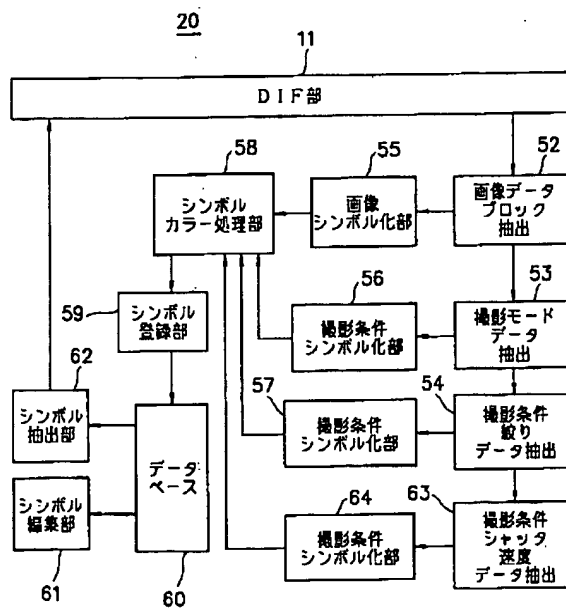 20
11
DIF部
58
シンボル
カラー処理部
55
画像
シンボル化部
52
画像データ
ブロック
抽出
53
撮影モード
データ
抽出
56
撮影条件
シンボル化部
59
シンボル
登録部
62
シンボル
抽出部
57
撮影条件
シンボル化部
54
撮影条件
絞り
データ抽出
データ
ベース
60
シンボル
編集部
61
64
撮影条件
シンボル化部
63
撮影条件
シャッタ
速度
データ抽出